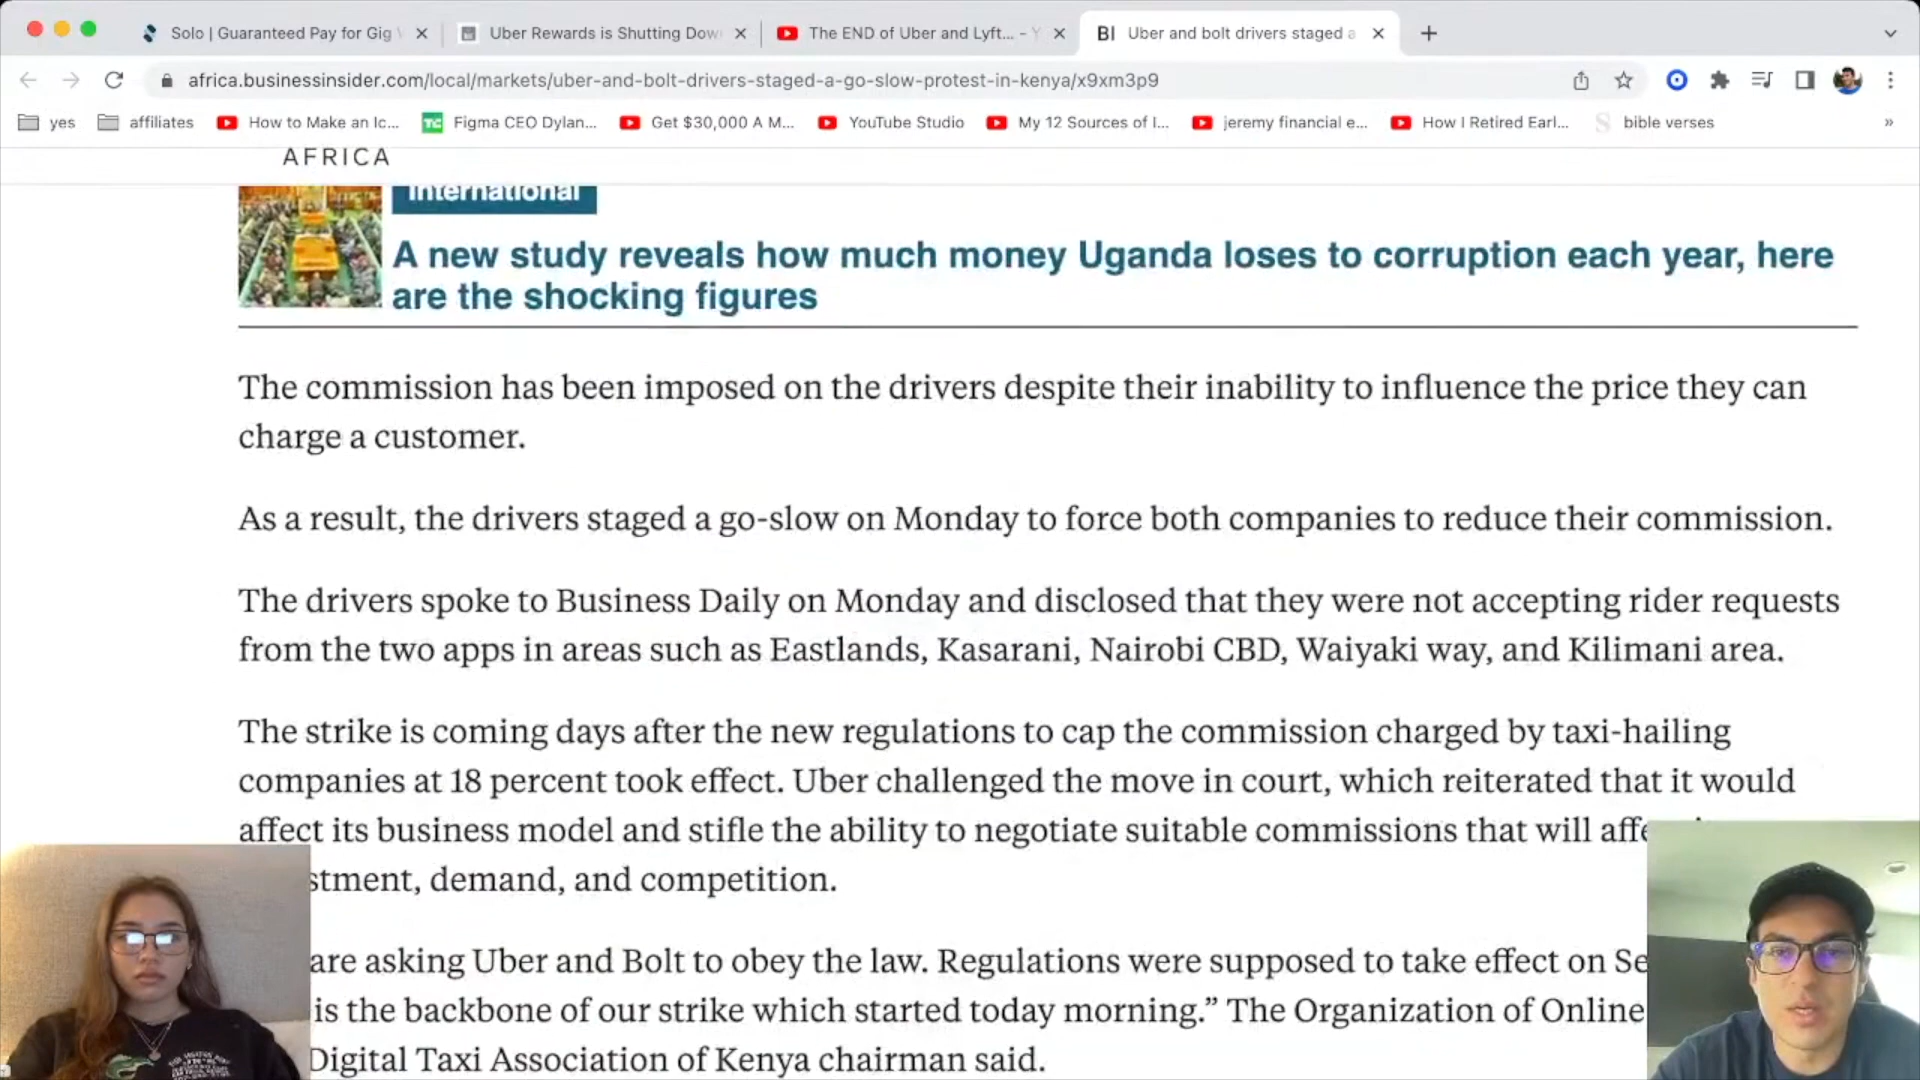 Solo | Guaranteed Pay for Gig
Uber Rewards is Shutting Dow
The END of Uber and Lyft... - Y
BI Uber and bolt drivers staged a
africa.businessinsider.com/local/markets/uber-and-bolt-drivers-staged-a-go-slow-protest-in-kenya/x9xm3p9
yes
affiliates
How to Make an Ic...
TC Figma CEO Dylan...
Get $30,000 A M...
YouTube Studio
My 12 Sources of I...
jeremy financial e...
How I Retired Earl...
bible verses
»
AFRICA
International
A new study reveals how much money Uganda loses to corruption each year, here
are the shocking figures
The commission has been imposed on the drivers despite their inability to influence the price they can
charge a customer.
As a result, the drivers staged a go-slow on Monday to force both companies to reduce their commission.
The drivers spoke to Business Daily on Monday and disclosed that they were not accepting rider requests
from the two apps in areas such as Eastlands, Kasarani, Nairobi CBD, Waiyaki way, and Kilimani area.
The strike is coming days after the new regulations to cap the commission charged by taxi-hailing
companies at 18 percent took effect. Uber challenged the move in court, which reiterated that it would
affect its business model and stifle the ability to negotiate suitable commissions that will affe
stment, demand, and competition.
are asking Uber and Bolt to obey the law. Regulations were supposed to take effect on Se
is the backbone of our strike which started today morning.” The Organization of Online
Digital Taxi Association of Kenya chairman said.